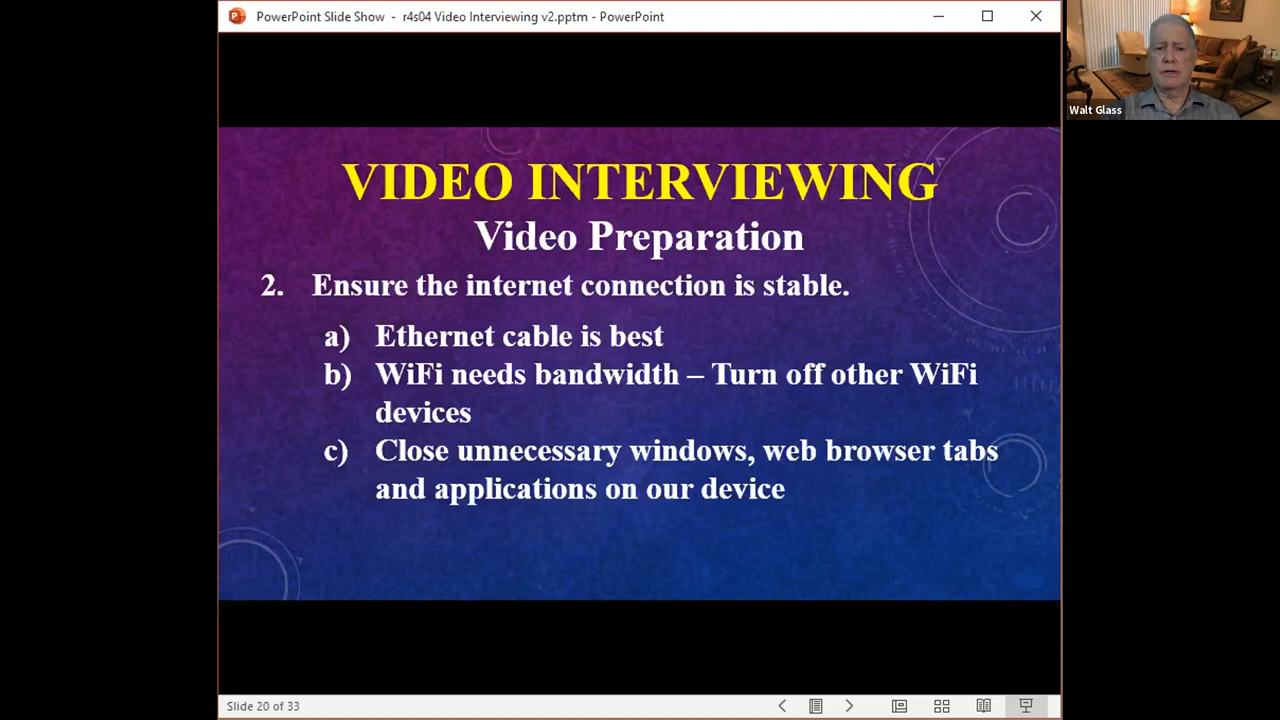 PowerPoint Slide Show - r4s04 Video Interviewing v2.pptm - PowerPoint
Walt Glass
VIDEO INTERVIEWING
Video Preparation
2. Ensure the internet connection is stable.
a) Ethernet cable is best
b) WiFi needs bandwidth – Turn off other WiFi
devices
c) Close unnecessary windows, web browser tabs
and applications on our device
Slide 20 of 33